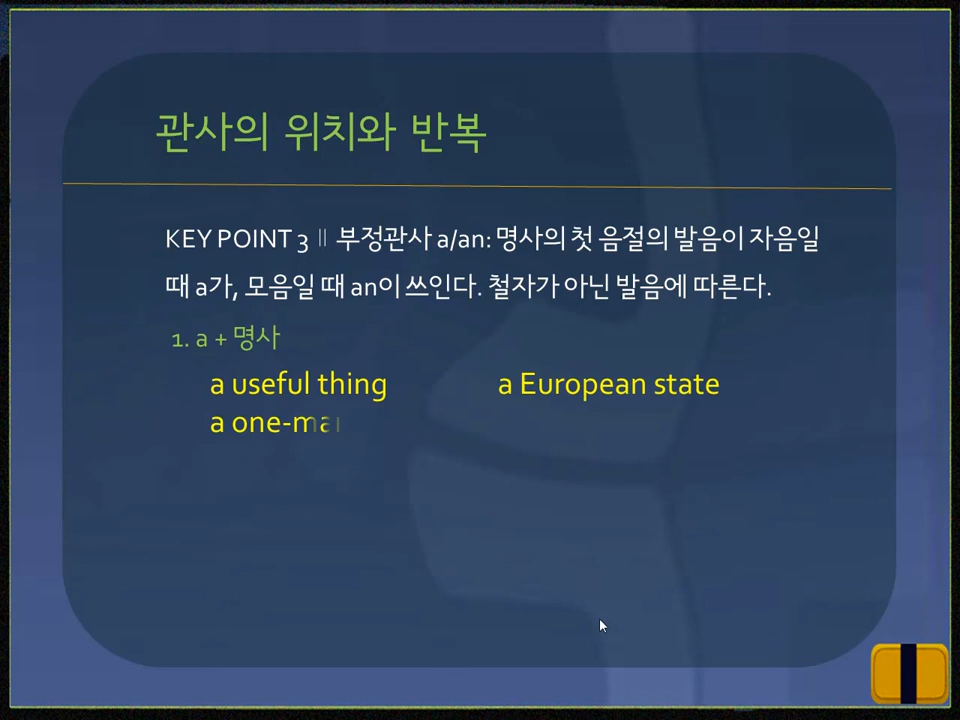 관사의 위치와 반복
KEY POINT 3 || 부정관사 a/an: 명사의 첫 음절의 발음이 자음일
때 a가, 모음일 때 an이 쓰인다. 철자가 아닌 발음에 따른다.
1. a + 명사
a useful thing a European state
a one-man